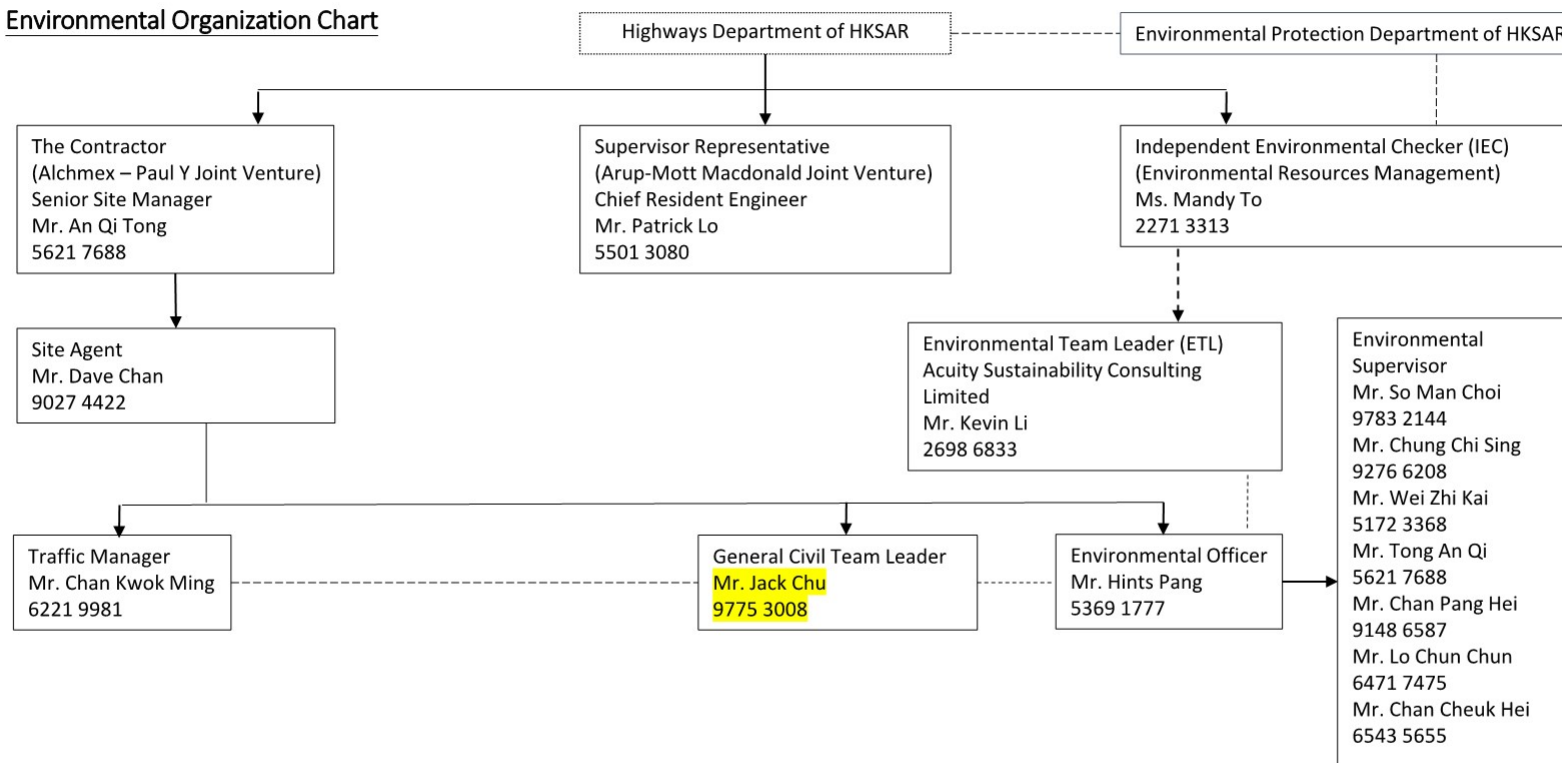 Environmental Organization Chart
Highways Department of HKSAR
Environmental Protection Department of HKSAR
The Contractor
(Alchmex – Paul Y Joint Venture)
Senior Site Manager
Mr. An Qi Tong
5621 7688
Supervisor Representative
(Arup-Mott Macdonald Joint Venture)
Chief Resident Engineer
Mr. Patrick Lo
5501 3080
Independent Environmental Checker (IEC)
(Environmental Resources Management)
Ms. Mandy To
2271 3313
Site Agent
Mr. Dave Chan
9027 4422
Environmental Team Leader (ETL)
Acuity Sustainability Consulting
Limited
Mr. Kevin Li
2698 6833
Traffic Manager
Mr. Chan Kwok Ming
6221 9981
General Civil Team Leader
Mr. Jack Chu
9775 3008
Environmental Officer
Mr. Hints Pang
5369 1777
Environmental
Supervisor
Mr. So Man Choi
9783 2144
Mr. Chung Chi Sing
9276 6208
Mr. Wei Zhi Kai
5172 3368
Mr. Tong An Qi
5621 7688
Mr. Chan Pang Hei
9148 6587
Mr. Lo Chun Chun
6471 7475
Mr. Chan Cheuk Hei
6543 5655